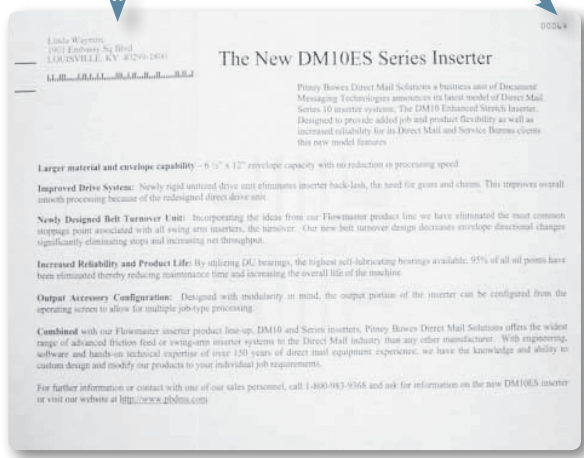 00064
Linda Waymire
1901 Embassy Sq Blvd
LOUISVILLE, KY 40299-1800
The New DM10ES Series Inserter
Pitney Bowes Direct Mail Solutions a business unit of Document
Messaging Technologies announces its latest model of Direct Mail
Series 10 inserter systems, The DM10 Enhanced Stretch Inserter.
Designed to provide added job and product flexibility as well as
increased reliability for its Direct Mail and Service Bureau clients
this new model features
Larger material and envelope capability – 6 ½" x 12" envelope capacity with no reduction in processing speed
Improved Drive System: Newly rigid unitized drive unit eliminates inserter back-lash, the need for gears and chains. This improves overall
smooth processing because of the redesigned direct drive unit
Newly Designed Belt Turnover Unit: Incorporating the ideas from our Flowmaster product line we have eliminated the most common
stoppage point associated with all swing arm inserters, the turnover. Our new belt turnover design decreases envelope directional changes
significantly eliminating stops and increasing net throughput.
Increased Reliability and Product Life: By utilizing DU bearings, the highest self-lubricating bearings available, 95% of all oil points have
been eliminated thereby reducing maintenance time and increasing the overall life of the machine.
Output Accessory Configuration: Designed with modularity in mind, the output portion of the inserter can be configured from the
operating screen to allow for multiple job-type processing.
Combined with our Flowmaster inserter product line-up, DM10 and Series inserters, Pitney Bowes Direct Mail Solutions offers the widest
range of advanced friction feed or swing-arm inserter systems to the Direct Mail industry than any other manufacturer. With engineering,
software and hands-on technical expertise of over 150 years of direct mail equipment experience, we have the knowledge and ability to
custom design and modify our products to your individual job requirements.
For further information or contact with one of our sales personnel, call 1-800-983-9368 and ask for information on the new DM10ES inserter
or visit our website at http://www.pbdms.com